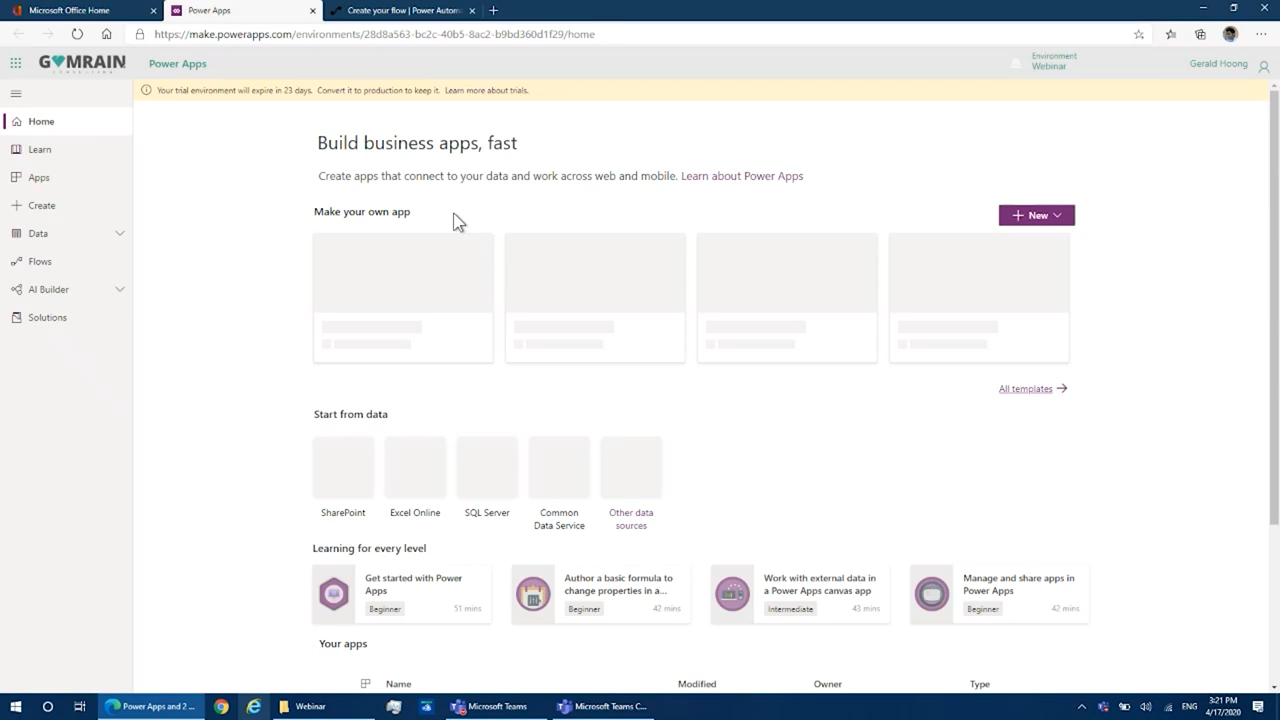 Microsoft Office Home
Power Apps
Create your flow | Power Autom
https://make.powerapps.com/environments/28d8a563-bc2c-40b5-8ac2-b9bd360d1f29/home
GOMRAIN
CONSULTING
Power Apps
Environment
Webinar
Gerald Hoong
Your trial environment will expire in 23 days. Convert it to production to keep it. Learn more about trials.
Home
Learn
Apps
Create
Data
Flows
AI Builder
Solutions
Build business apps, fast
Create apps that connect to your data and work across web and mobile. Learn about Power Apps
Make your own app
New
All templates
Start from data
SharePoint
Excel Online
SQL Server
Common
Data Service
Other data
sources
Learning for every level
Get started with Power
Apps
Beginner
51 mins
Author a basic formula to
change properties in a...
Beginner
42 mins
Work with external data in
a Power Apps canvas app
Intermediate
43 mins
Manage and share apps in
Power Apps
Beginner
42 mins
Your apps
Name
Modified
Owner
Type
Power Apps and 2 ...
Webinar
Microsoft Teams
Microsoft Teams C...
ENG
3:21 PM
4/17/2020